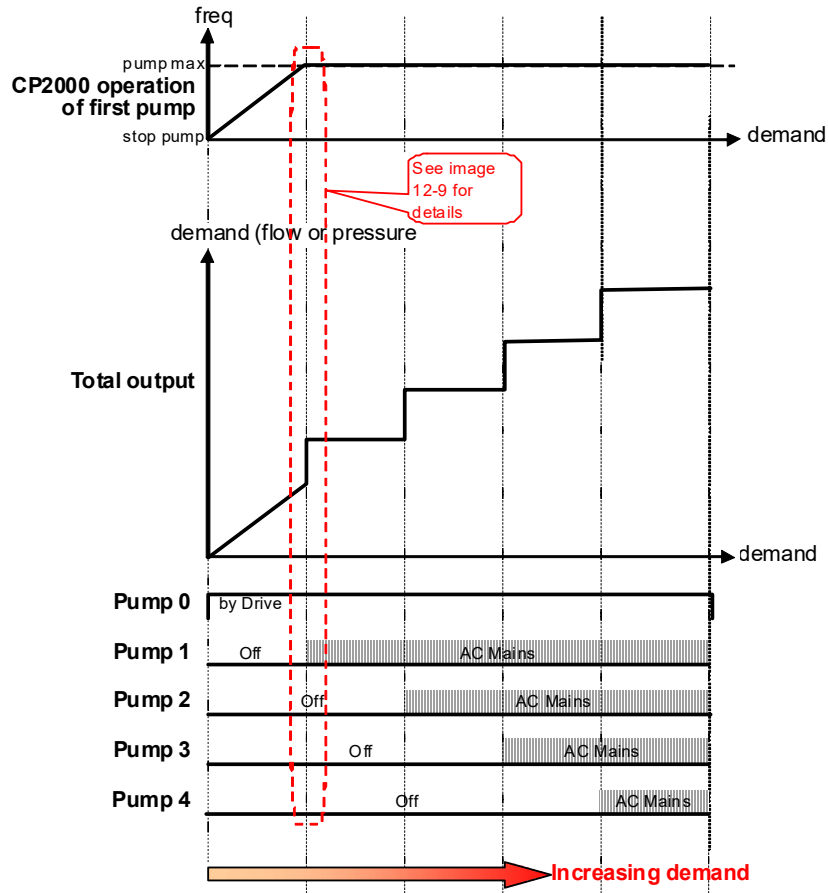 freq
pump max
CP2000 operation
of first pump
stop pump
demand
See image
12-9 for
details
demand (flow or pressure
Total output
demand
Pump 0
by Drive
Pump 1
Off
AC Mains
Pump 2
Off
AC Mains
Pump 3
Off
AC Mains
Pump 4
Off
AC Mains
Increasing demand